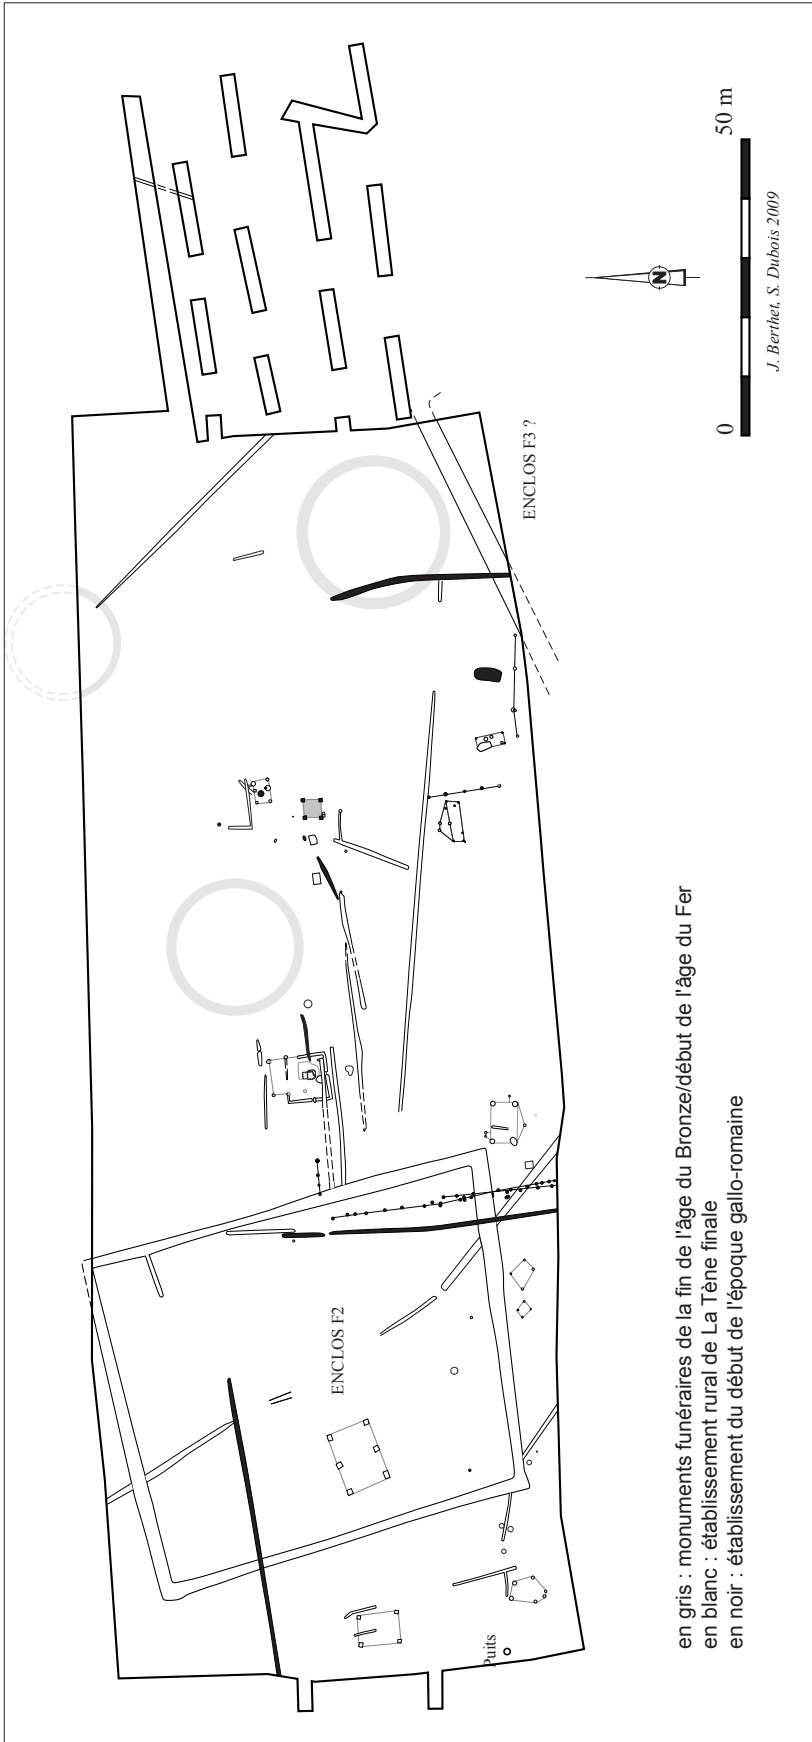 50 m
0
N
J. Berthet, S. Dubois 2009
ENCLOS F3 ?
ENCLOS F2
Puits
en gris : monuments funéraires de la fin de l'âge du Bronze/début de l'âge du Fer
en blanc : établissement rural de La Tène finale
en noir : établissement du début de l'époque gallo-romaine